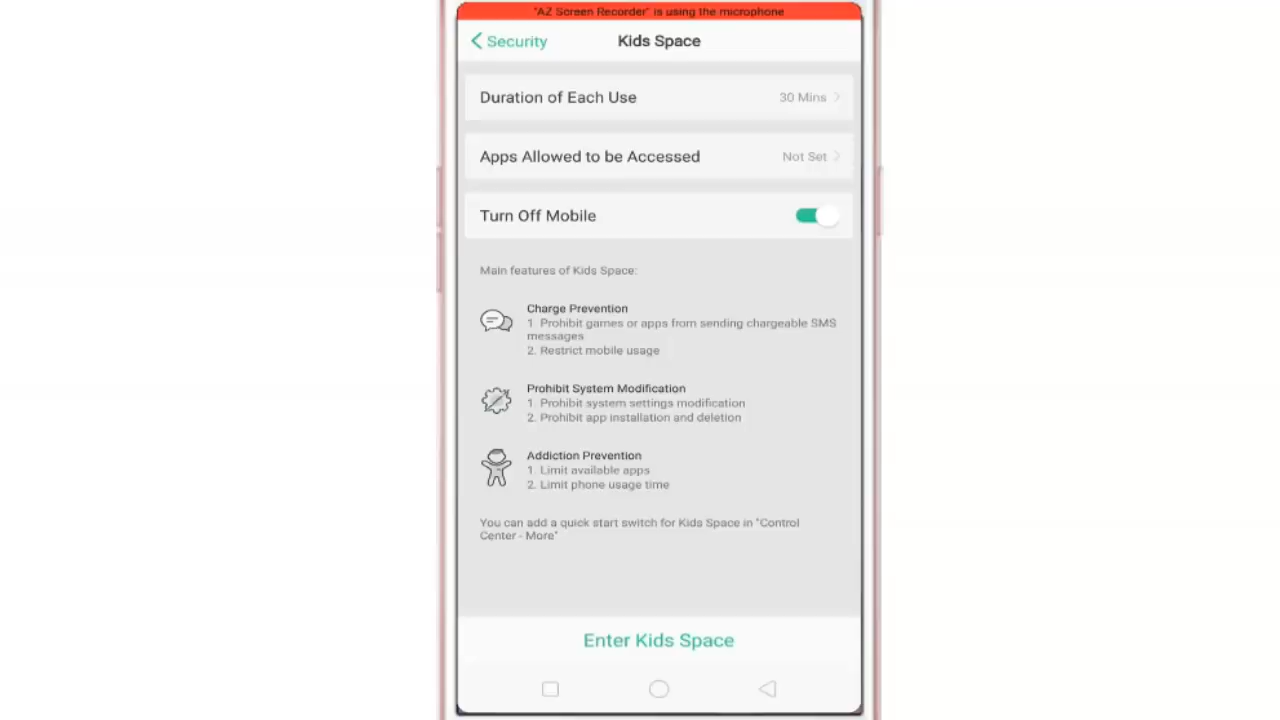 "AZ Screen Recorder" is using the microphone
Security
Kids Space
Duration of Each Use
30 Mins
Apps Allowed to be Accessed
Not Set
Turn Off Mobile
Main features of Kids Space:
Charge Prevention
1. Prohibit games or apps from sending chargeable SMS
messages
2. Restrict mobile usage
Prohibit System Modification
1. Prohibit system settings modification
2. Prohibit app installation and deletion
Addiction Prevention
1. Limit available apps
2. Limit phone usage time
You can add a quick start switch for Kids Space in "Control
Center - More"
Enter Kids Space